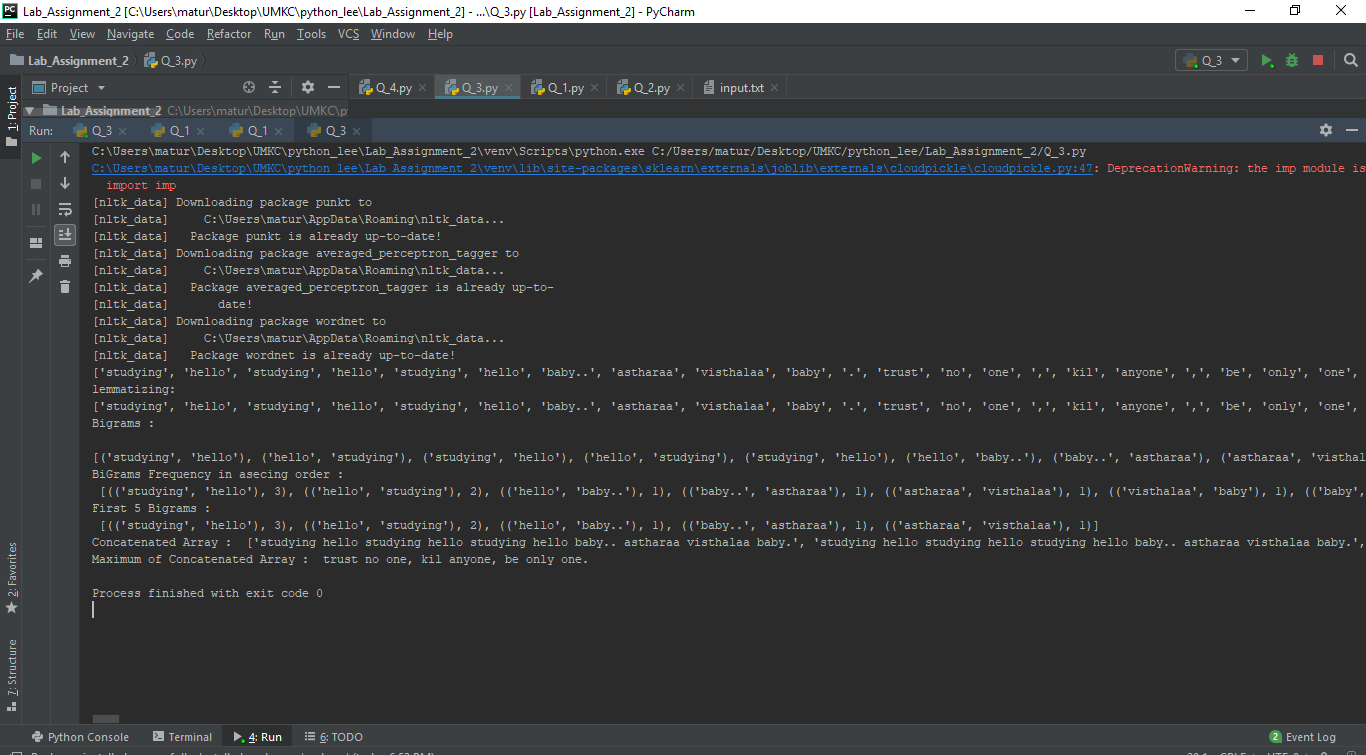 Lab_Assignment_2 [C:\Users\matur\Desktop\UMKC\python_lee\Lab_Assignment_2] - ...\Q_3.py [Lab_Assignment_2] - PyCharm
File Edit View Navigate Code Refactor Run Tools VCS Window Help
Lab_Assignment_2 Q_3.py Q_3
Project Q_4.py Q_3.py Q_1.py Q_2.py input.txt
1: Project
Lab_Assignment_2 C:\Users\matur\Desktop\UMKC\py
Run: Q_3 Q_1 Q_1 Q_3
C:\Users\matur\Desktop\UMKC\python_lee\Lab_Assignment_2\venv\Scripts\python.exe C:/Users/matur/Desktop/UMKC/python_lee/Lab_Assignment_2/Q_3.py
C:\Users\matur\Desktop\UMKC\python_lee\Lab_Assignment_2\venv\lib\site-packages\sklearn\externals\joblib\externals\cloudpickle\cloudpickle.py:47: DeprecationWarning: the imp module is
import imp
[nltk_data] Downloading package punkt to
[nltk_data]     C:\Users\matur\AppData\Roaming\nltk_data...
[nltk_data]   Package punkt is already up-to-date!
[nltk_data] Downloading package averaged_perceptron_tagger to
[nltk_data]     C:\Users\matur\AppData\Roaming\nltk_data...
[nltk_data]   Package averaged_perceptron_tagger is already up-to-
[nltk_data]       date!
[nltk_data] Downloading package wordnet to
[nltk_data]     C:\Users\matur\AppData\Roaming\nltk_data...
[nltk_data]   Package wordnet is already up-to-date!
['studying', 'hello', 'studying', 'hello', 'studying', 'hello', 'baby..', 'astharaa', 'visthalaa', 'baby', '.', 'trust', 'no', 'one', ',', 'kil', 'anyone', ',', 'be', 'only', 'one',
lemmatizing:
['studying', 'hello', 'studying', 'hello', 'studying', 'hello', 'baby..', 'astharaa', 'visthalaa', 'baby', '.', 'trust', 'no', 'one', ',', 'kil', 'anyone', ',', 'be', 'only', 'one',
Bigrams :
[('studying', 'hello'), ('hello', 'studying'), ('studying', 'hello'), ('hello', 'studying'), ('studying', 'hello'), ('hello', 'baby..'), ('baby..', 'astharaa'), ('astharaa', 'visthal
BiGrams Frequency in asecing order :
[(('studying', 'hello'), 3), (('hello', 'studying'), 2), (('hello', 'baby..'), 1), (('baby..', 'astharaa'), 1), (('astharaa', 'visthalaa'), 1), (('visthalaa', 'baby'), 1), (('baby',
First 5 Bigrams :
[(('studying', 'hello'), 3), (('hello', 'studying'), 2), (('hello', 'baby..'), 1), (('baby..', 'astharaa'), 1), (('astharaa', 'visthalaa'), 1)]
Concatenated Array :  ['studying hello studying hello studying hello baby.. astharaa visthalaa baby.', 'studying hello studying hello studying hello baby.. astharaa visthalaa baby.',
Maximum of Concatenated Array :  trust no one, kil anyone, be only one.
Process finished with exit code 0
2: Favorites
7: Structure
Python Console Terminal 4: Run 6: TODO 2 Event Log